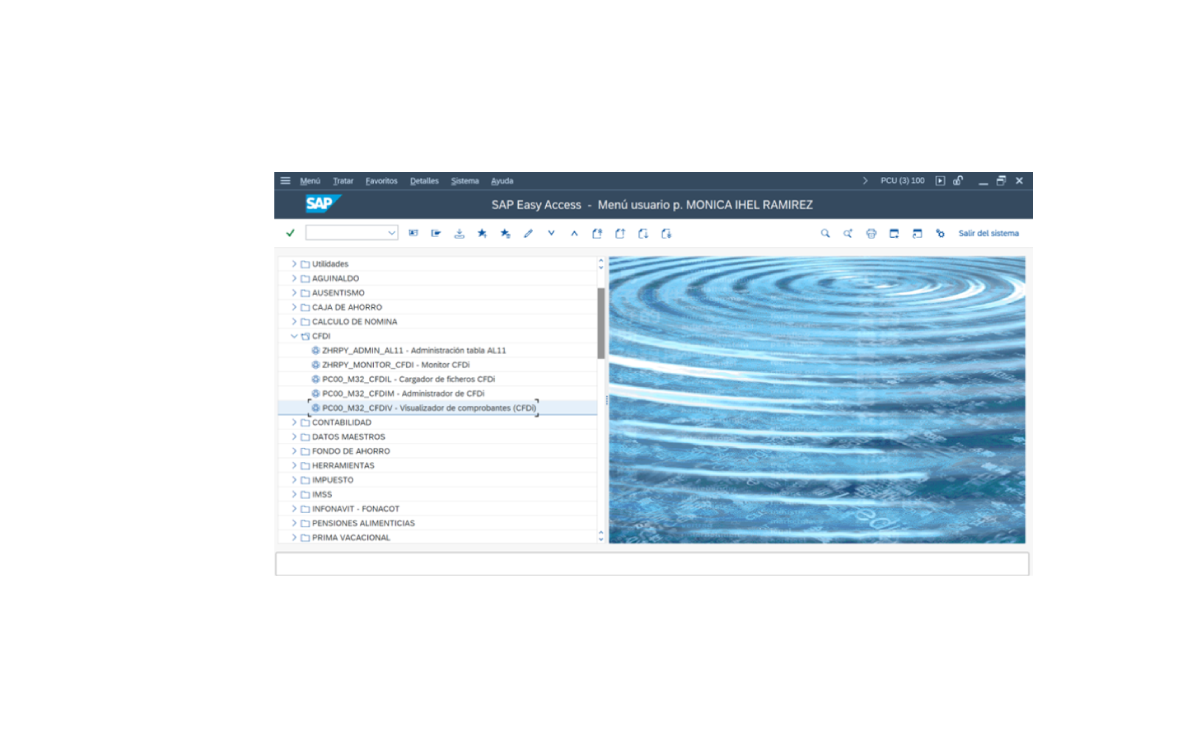 Menú Tratar Favoritos Detalles Sistema Ayuda PCU (3) 100
SAP SAP Easy Access - Menú usuario p. MONICA IHEL RAMIREZ
Salir del sistema
Utilidades
AGUINALDO
AUSENTISMO
CAJA DE AHORRO
CALCULO DE NOMINA
CFDI
ZHRPY_ADMIN_AL11 - Administración tabla AL11
ZHRPY_MONITOR_CFDI - Monitor CFDi
PC00_M32_CFDIL - Cargador de ficheros CFDi
PC00_M32_CFDIM - Administrador de CFDi
PC00_M32_CFDIV - Visualizador de comprobantes (CFDi)
CONTABILIDAD
DATOS MAESTROS
FONDO DE AHORRO
HERRAMIENTAS
IMPUESTO
IMSS
INFONAVIT - FONACOT
PENSIONES ALIMENTICIAS
PRIMA VACACIONAL